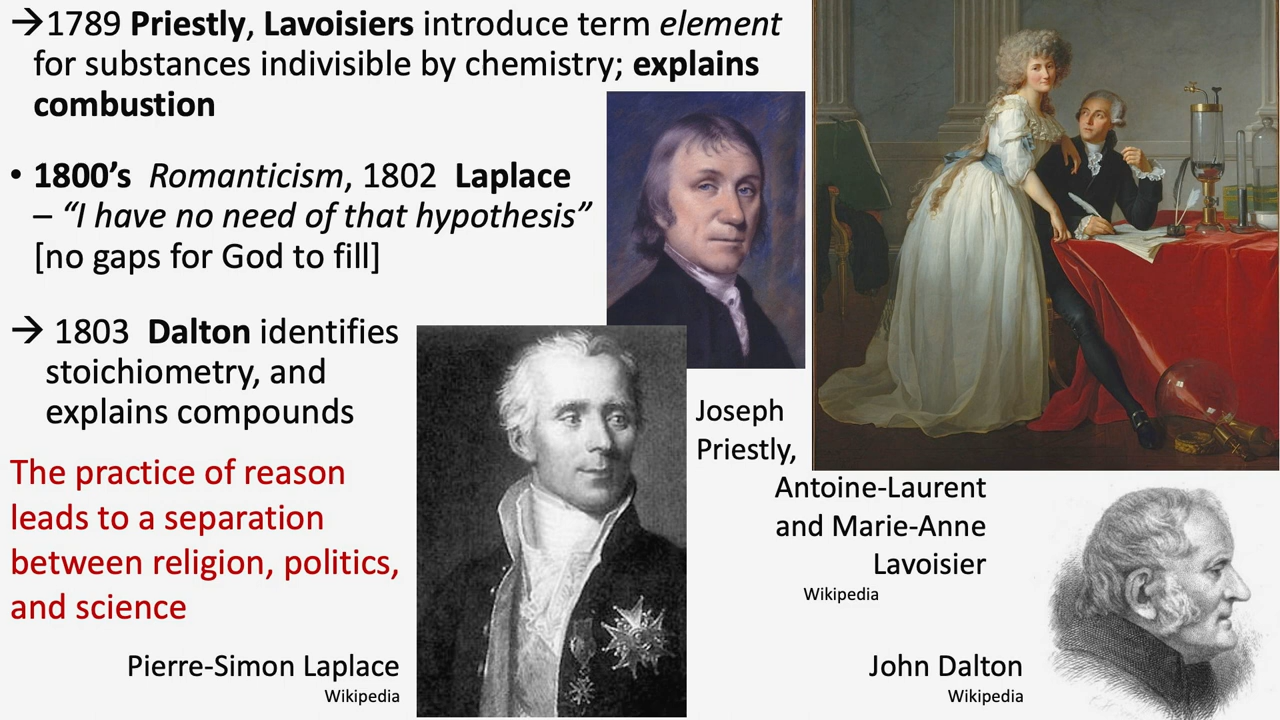 →1789 Priestly, Lavoisiers introduce term element
for substances indivisible by chemistry; explains
combustion
• 1800’s Romanticism, 1802 Laplace
– “I have no need of that hypothesis”
[no gaps for God to fill]
→ 1803 Dalton identifies
stoichiometry, and
explains compounds
The practice of reason
leads to a separation
between religion, politics,
and science
Joseph
Priestly,
Antoine-Laurent
and Marie-Anne
Lavoisier
Wikipedia
Pierre-Simon Laplace
Wikipedia
John Dalton
Wikipedia